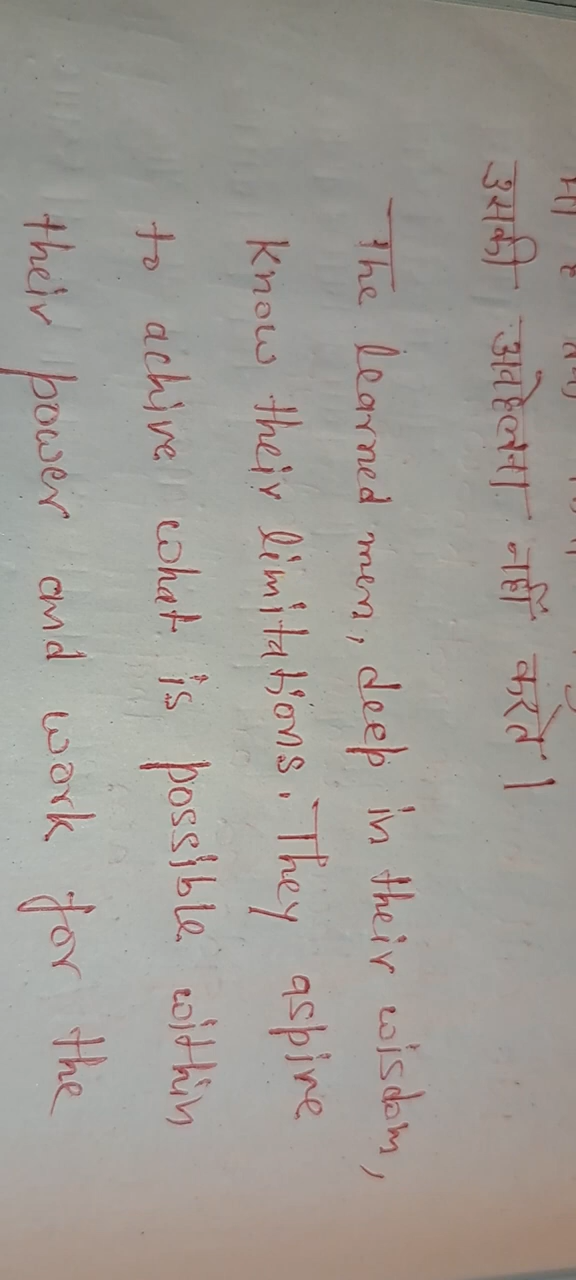 उसकी अवहेलना नहीं करते।
The learned men, deep in their wisdom,
know their limitations. They aspire
to achive what is possible within
their power and work for the